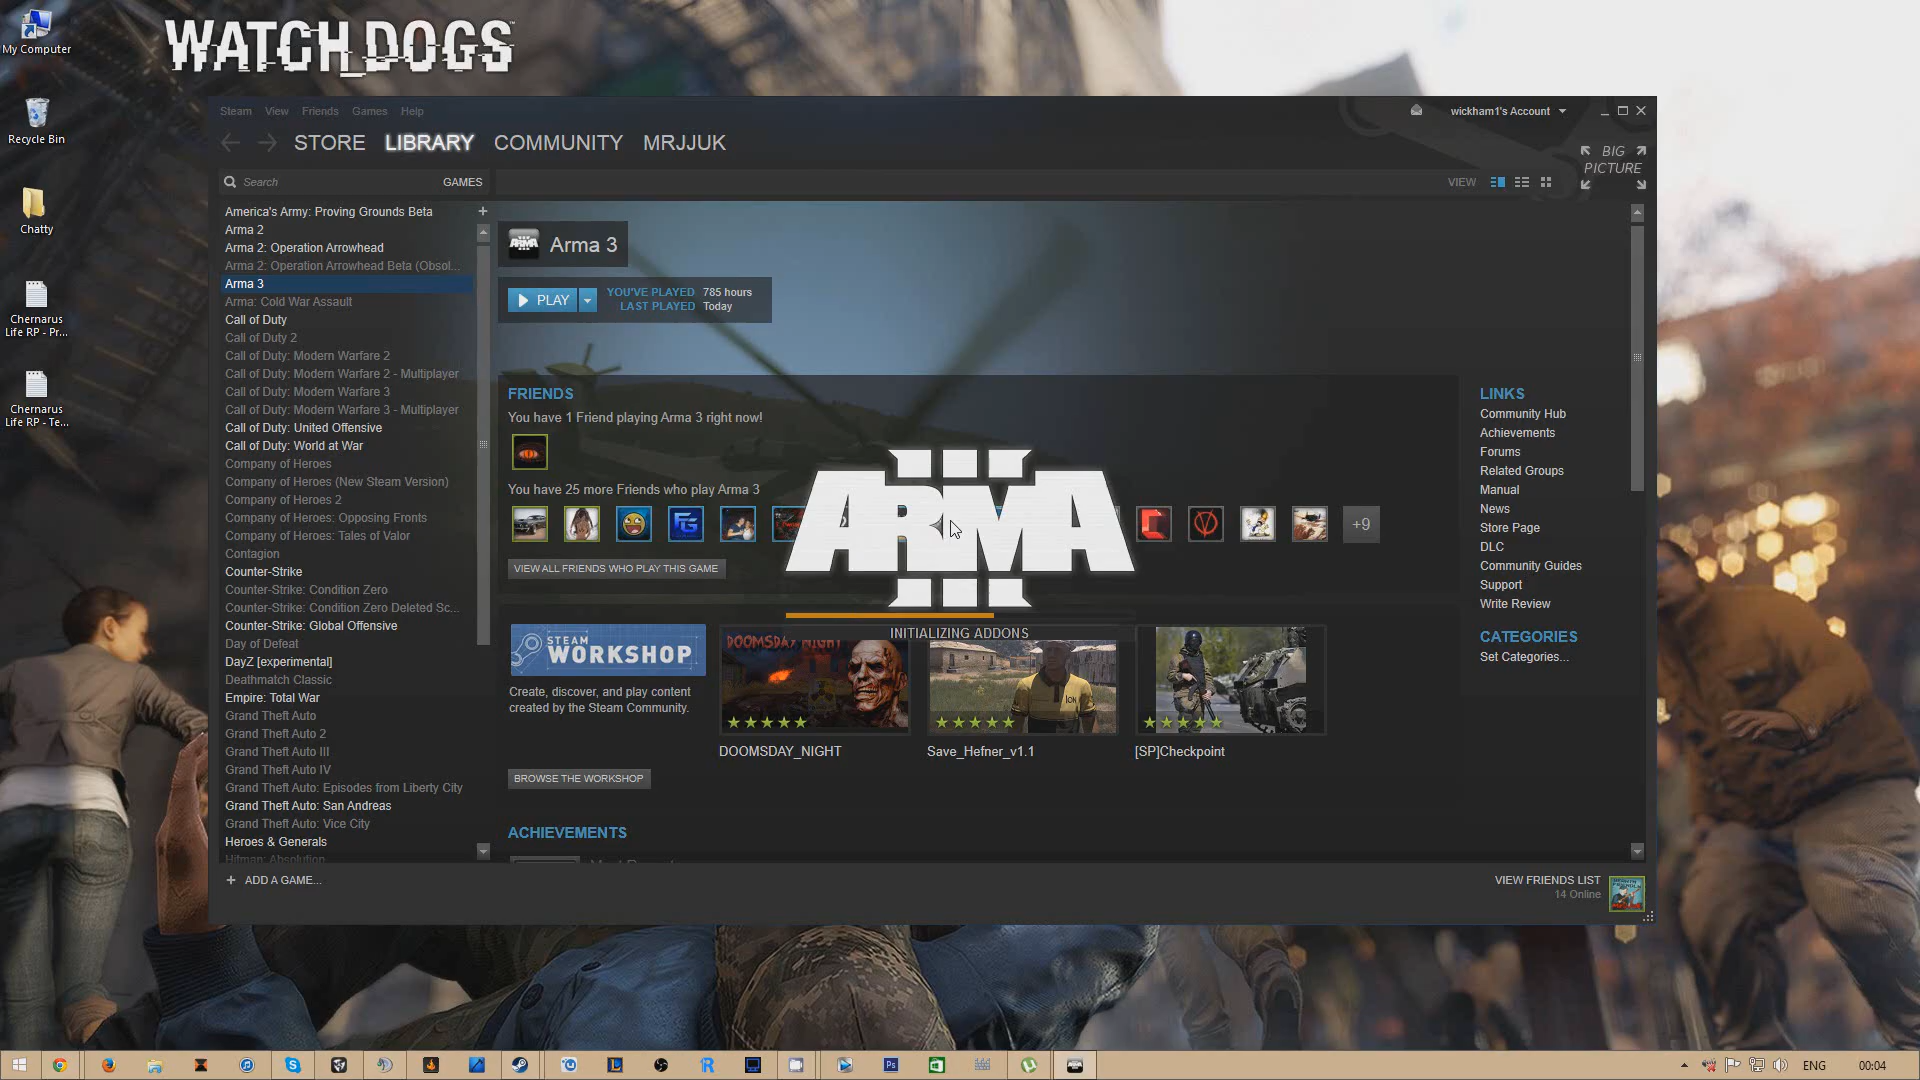 WATCH_DOGS
My Computer
Recycle Bin
Chatty
Chernarus
Life RP - Pr...
Chernarus
Life RP - Te...
Steam View Friends Games Help
wickham1's Account
STORE LIBRARY COMMUNITY MRJJUK
BIG
PICTURE
Search
GAMES
VIEW
America's Army: Proving Grounds Beta
Arma 2
Arma 2: Operation Arrowhead
Arma 2: Operation Arrowhead Beta (Obsol...
Arma 3
Arma: Cold War Assault
Call of Duty
Call of Duty 2
Call of Duty: Modern Warfare 2
Call of Duty: Modern Warfare 2 - Multiplayer
Call of Duty: Modern Warfare 3
Call of Duty: Modern Warfare 3 - Multiplayer
Call of Duty: United Offensive
Call of Duty: World at War
Company of Heroes
Company of Heroes (New Steam Version)
Company of Heroes 2
Company of Heroes: Opposing Fronts
Company of Heroes: Tales of Valor
Contagion
Counter-Strike
Counter-Strike: Condition Zero
Counter-Strike: Condition Zero Deleted Sc...
Counter-Strike: Global Offensive
Day of Defeat
DayZ [experimental]
Deathmatch Classic
Empire: Total War
Grand Theft Auto
Grand Theft Auto 2
Grand Theft Auto III
Grand Theft Auto IV
Grand Theft Auto: Episodes from Liberty City
Grand Theft Auto: San Andreas
Grand Theft Auto: Vice City
Heroes & Generals
Hitman: Absolution
+ ADD A GAME...
Arma 3
PLAY
YOU'VE PLAYED 785 hours
LAST PLAYED Today
FRIENDS
You have 1 Friend playing Arma 3 right now!
You have 25 more Friends who play Arma 3
+9
VIEW ALL FRIENDS WHO PLAY THIS GAME
ARMA
III
INITIALIZING ADDONS
STEAM
WORKSHOP
Create, discover, and play content
created by the Steam Community.
BROWSE THE WORKSHOP
DOOMSDAY NIGHT
DOOMSDAY_NIGHT
Save_Hefner_v1.1
[SP]Checkpoint
ACHIEVEMENTS
LINKS
Community Hub
Achievements
Forums
Related Groups
Manual
News
Store Page
DLC
Community Guides
Support
Write Review
CATEGORIES
Set Categories...
VIEW FRIENDS LIST
14 Online
ENG
00:04